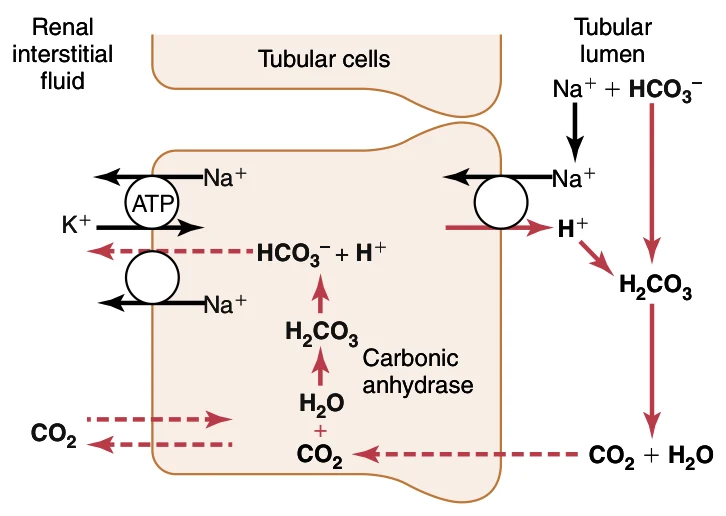 Renal
interstitial
fluid
Tubular cells
Tubular
lumen
Na⁺ + HCO₃⁻
Na⁺
Na⁺
ATP
K⁺
H⁺
HCO₃⁻ + H⁺
H₂CO₃
Na⁺
H₂CO₃
Carbonic
anhydrase
H₂O
+
CO₂
CO₂
CO₂ + H₂O